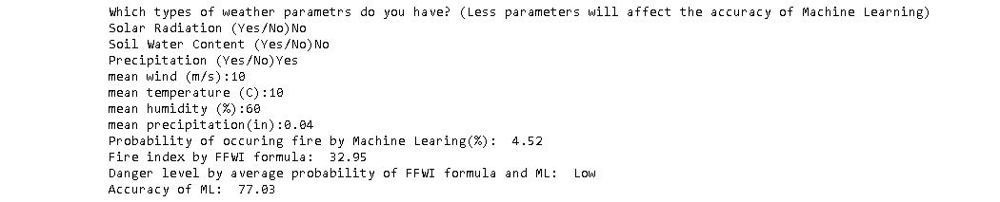 Which types of weather parametrs do you have? (Less parameters will affect the accuracy of Machine Learning)
Solar Radiation (Yes/No)No
Soil Water Content (Yes/No)No
Precipitation (Yes/No)Yes
mean wind (m/s):10
mean temperature (C):10
mean humidity (%):60
mean precipitation(in):0.04
Probability of occuring fire by Machine Learing(%):  4.52
Fire index by FFWI formula:  32.95
Danger level by average probability of FFWI formula and ML:  Low
Accuracy of ML:  77.03